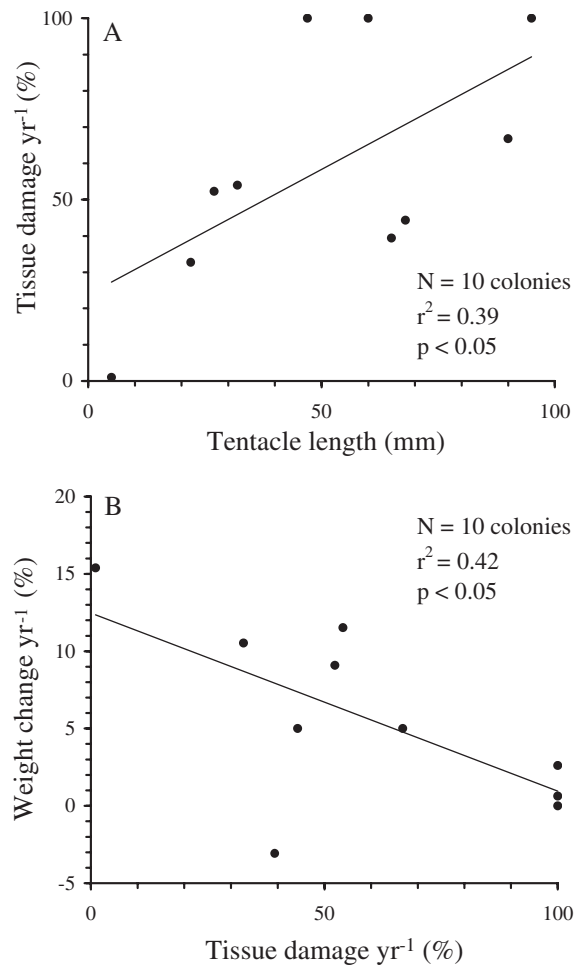 A
100
50
0
Tissue damage yr⁻¹ (%)
N = 10 colonies
r² = 0.39
p < 0.05
0
50
100
Tentacle length (mm)
B
20
15
10
5
0
-5
Weight change yr⁻¹ (%)
N = 10 colonies
r² = 0.42
p < 0.05
0
50
100
Tissue damage yr⁻¹ (%)